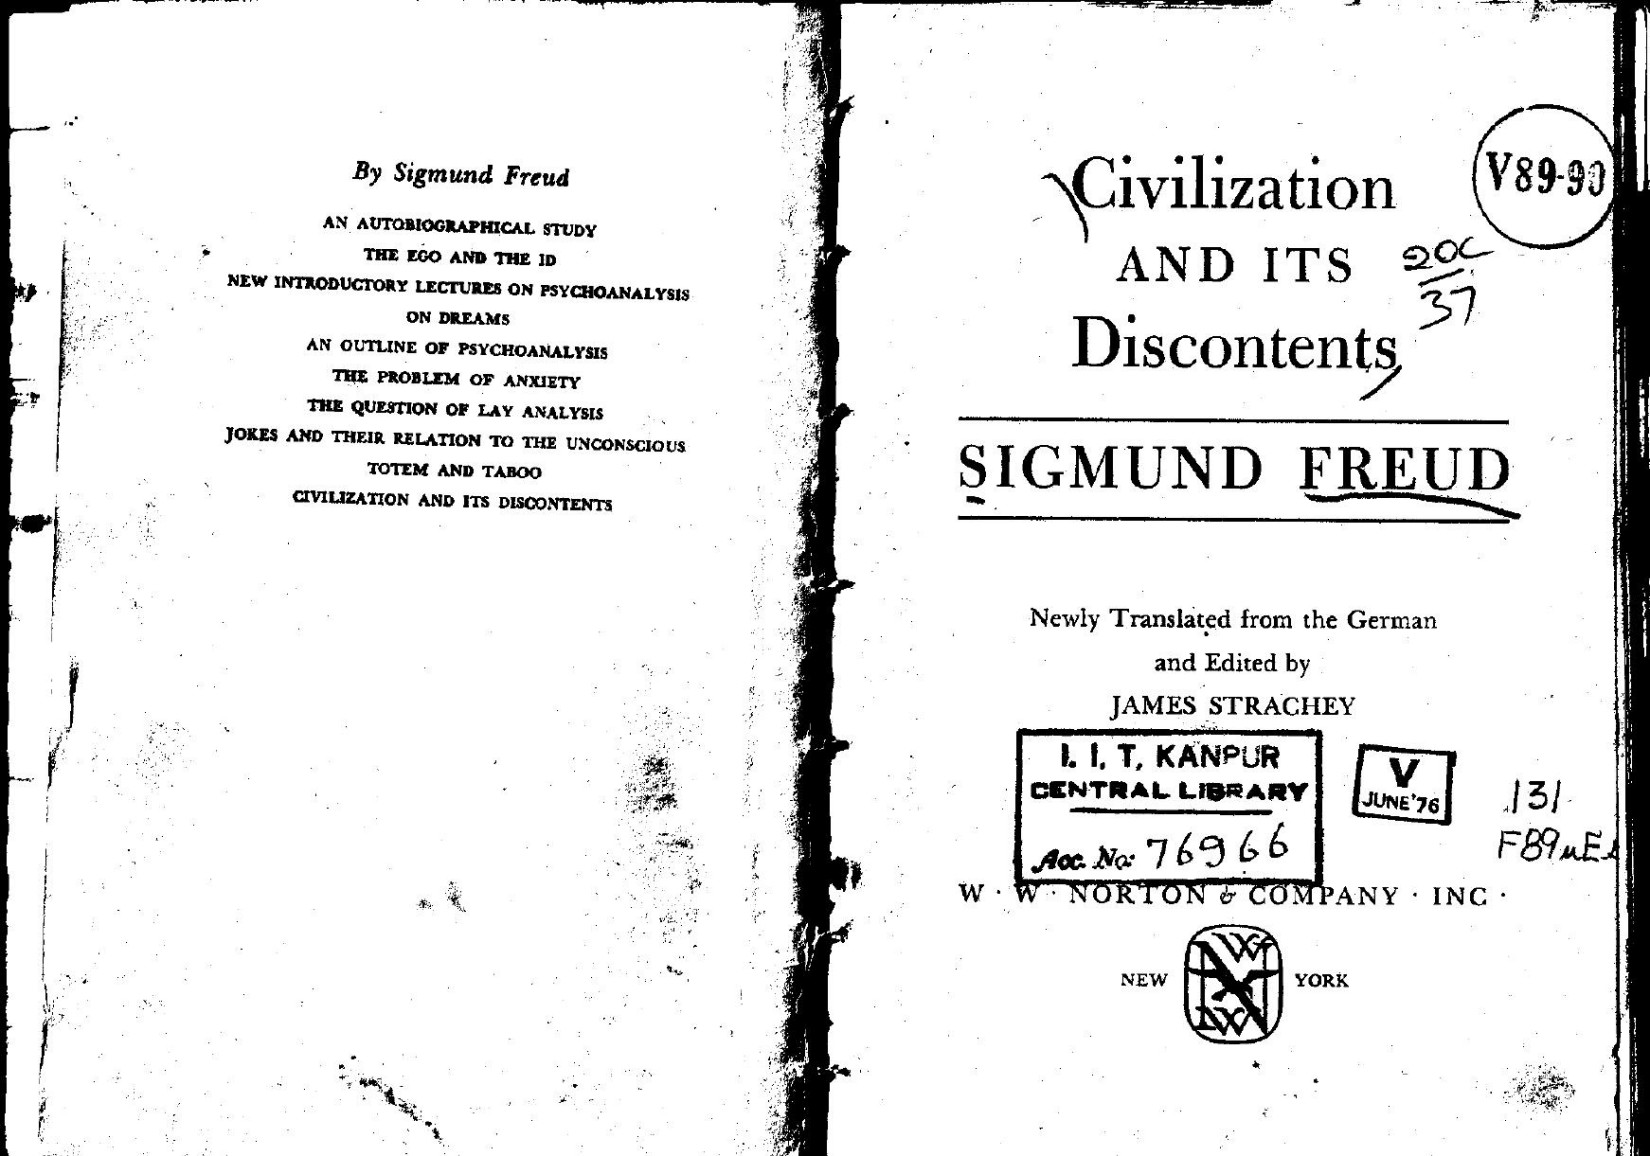 By Sigmund Freud
AN AUTOBIOGRAPHICAL STUDY
THE EGO AND THE ID
NEW INTRODUCTORY LECTURES ON PSYCHOANALYSIS
ON DREAMS
AN OUTLINE OF PSYCHOANALYSIS
THE PROBLEM OF ANXIETY
THE QUESTION OF LAY ANALYSIS
JOKES AND THEIR RELATION TO THE UNCONSCIOUS
TOTEM AND TABOO
CIVILIZATION AND ITS DISCONTENTS
V89-90
Civilization
AND ITS
Discontents
37
SIGMUND FREUD
Newly Translated from the German
and Edited by
JAMES STRACHEY
I. I. T. KANPUR
CENTRAL LIBRARY
Acc. No: 76966
V
JUNE'76
131
W · W · NORTON & COMPANY · INC ·
NEW YORK